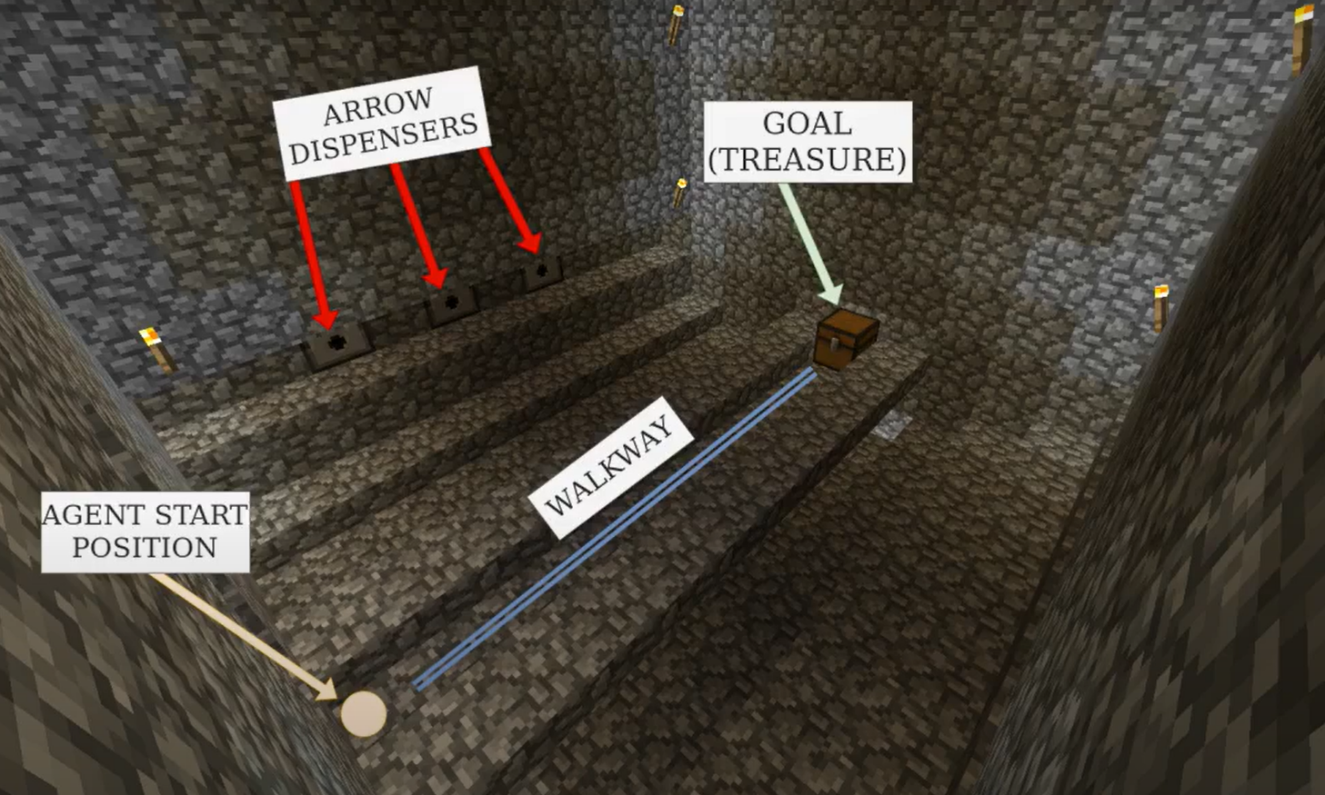 ARROW
DISPENSERS
GOAL
(TREASURE)
WALKWAY
AGENT START
POSITION